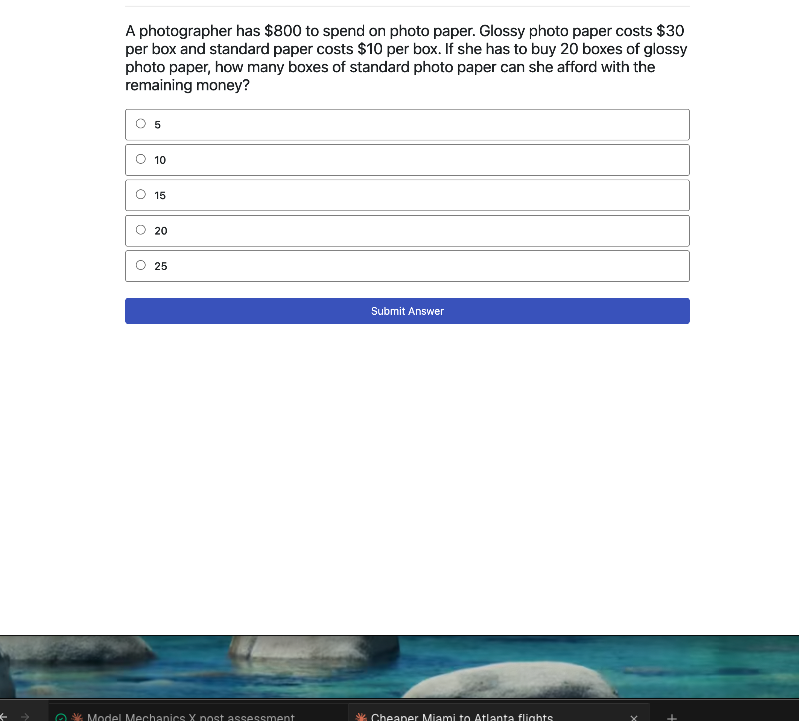 A photographer has $800 to spend on photo paper. Glossy photo paper costs $30
per box and standard paper costs $10 per box. If she has to buy 20 boxes of glossy
photo paper, how many boxes of standard photo paper can she afford with the
remaining money?
5
10
15
20
25
Submit Answer
Model Mechanics X post assessment
Cheaper Miami to Atlanta flights